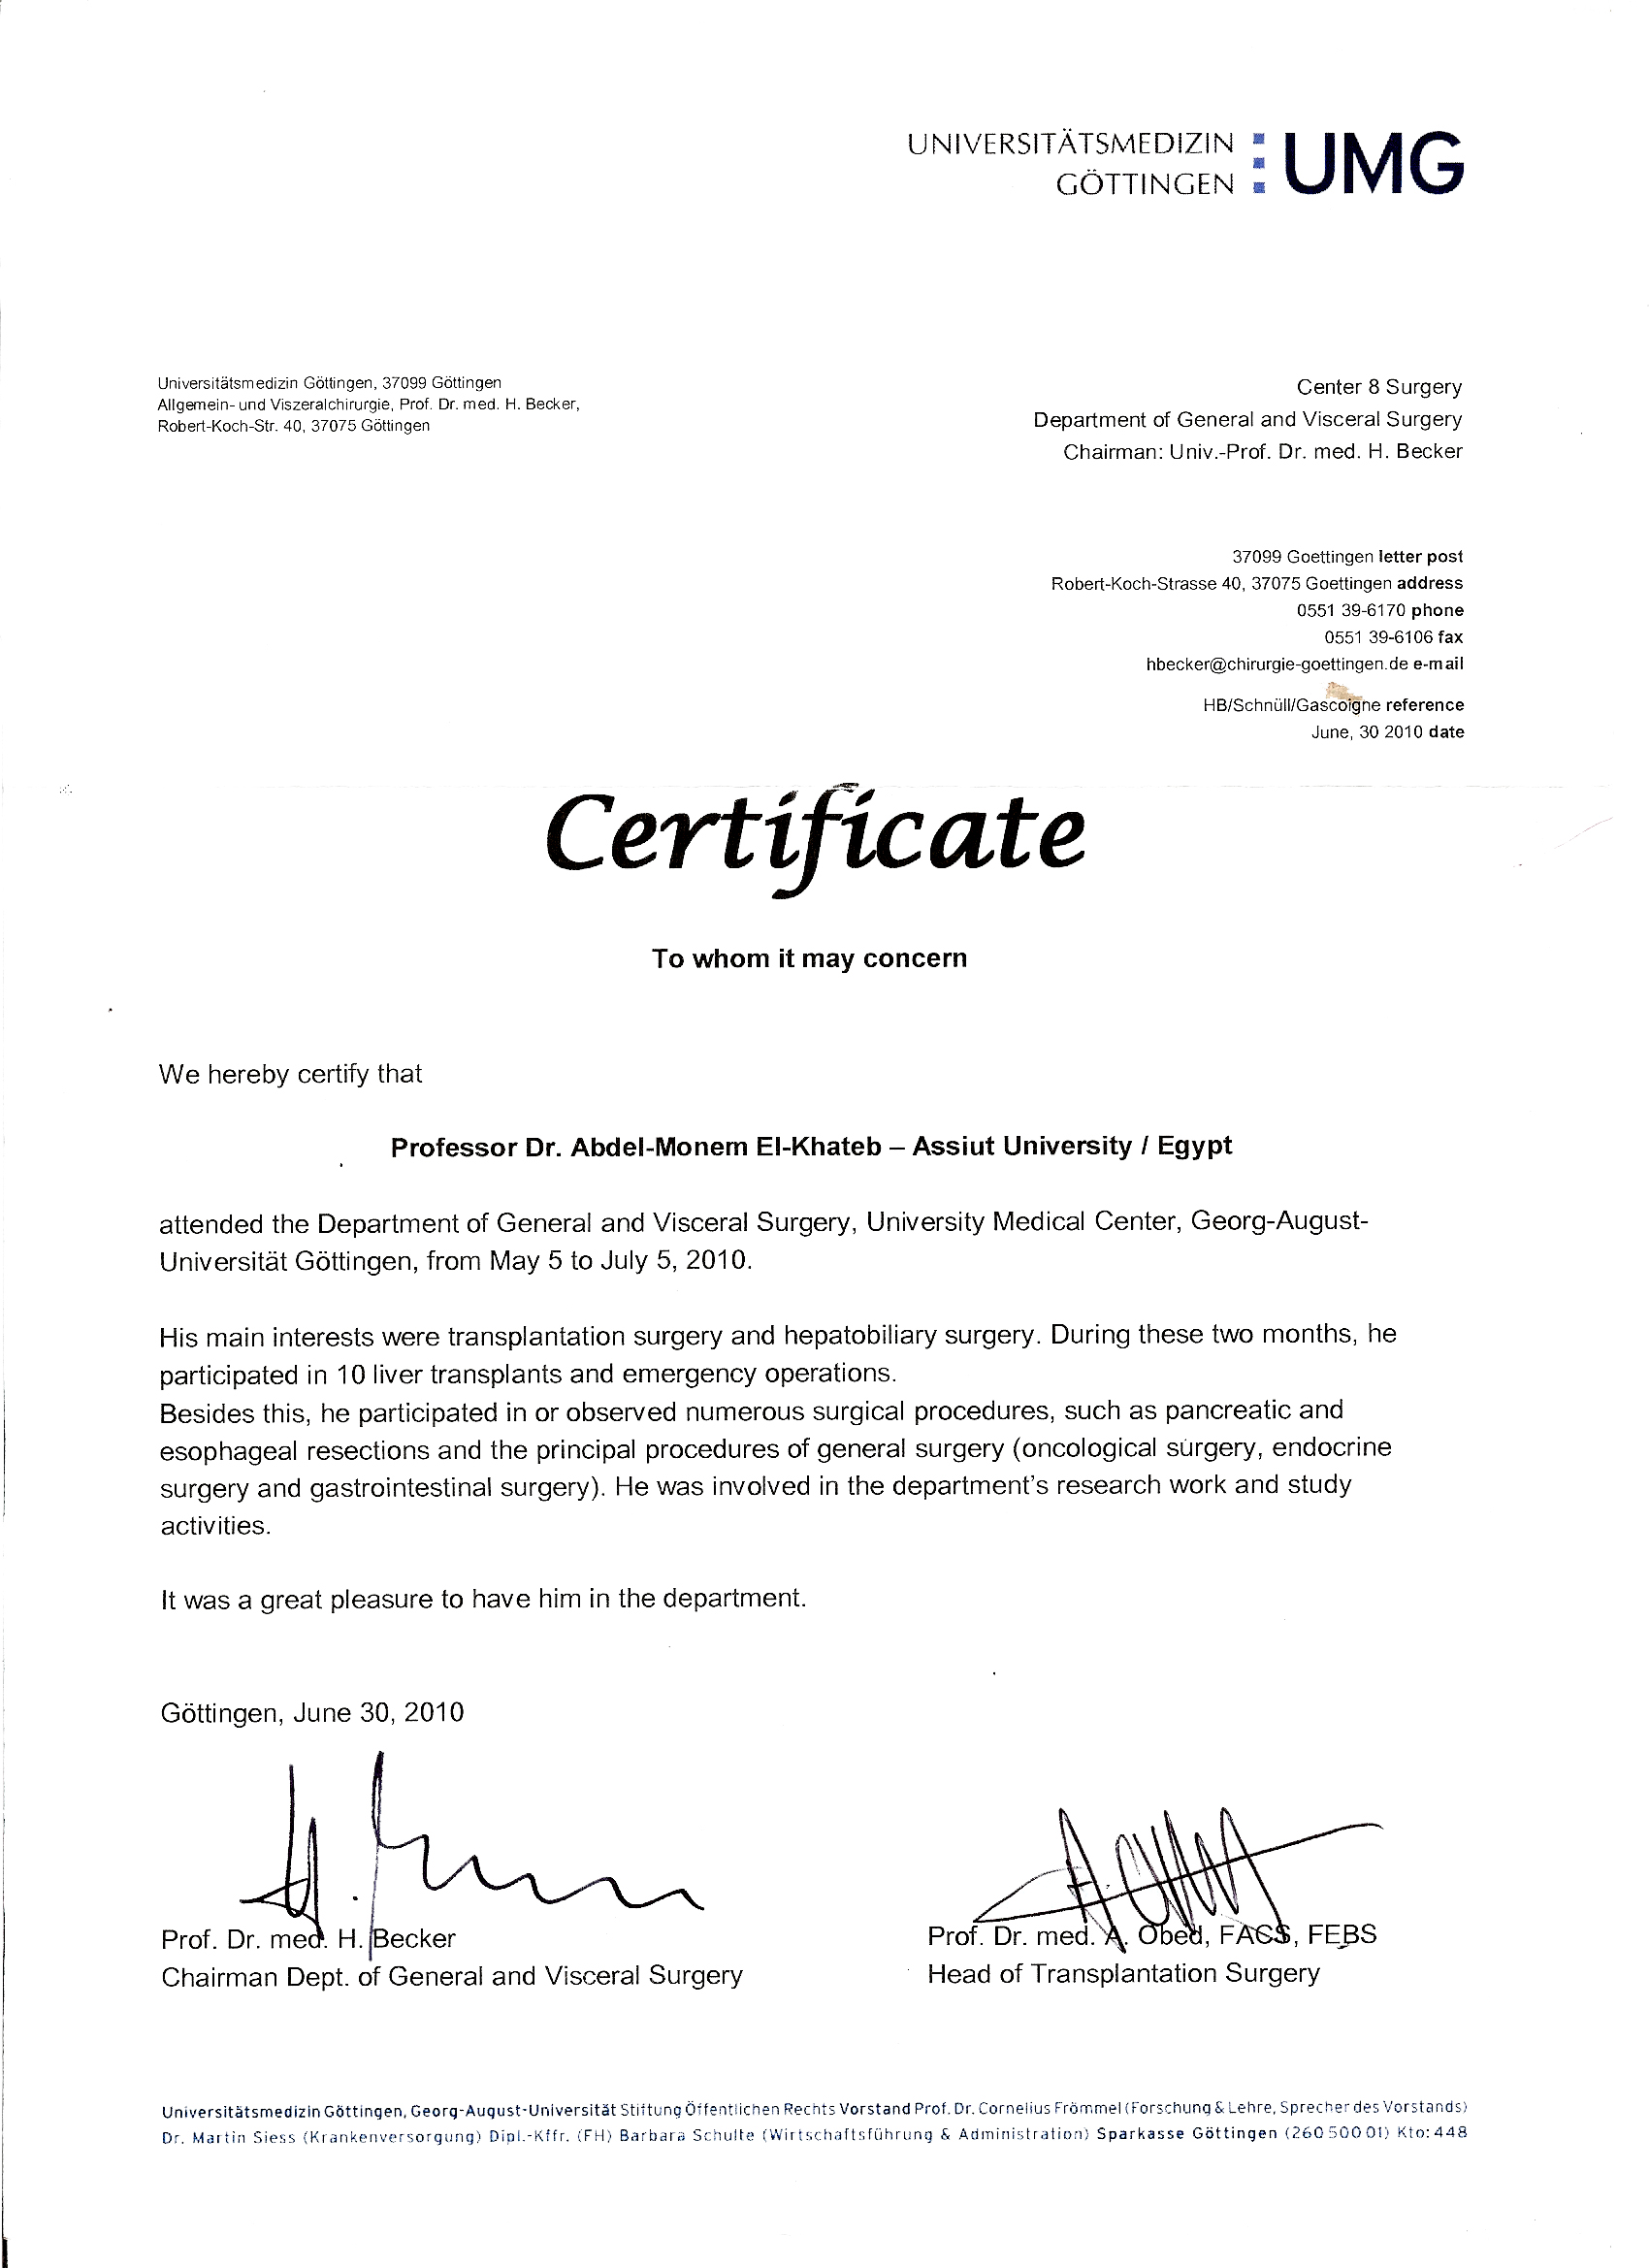 UNIVERSITÄTSMEDIZIN
GÖTTINGEN
UMG
Universitätsmedizin Göttingen, 37099 Göttingen
Allgemein- und Viszeralchirurgie, Prof. Dr. med. H. Becker,
Robert-Koch-Str. 40, 37075 Göttingen
Center 8 Surgery
Department of General and Visceral Surgery
Chairman: Univ.-Prof. Dr. med. H. Becker
37099 Goettingen letter post
Robert-Koch-Strasse 40, 37075 Goettingen address
0551 39-6170 phone
0551 39-6106 fax
hbecker@chirurgie-goettingen.de e-mail
HB/Schnüll/Gascoigne reference
June, 30 2010 date
Certificate
To whom it may concern
We hereby certify that
Professor Dr. Abdel-Monem El-Khateb – Assiut University / Egypt
attended the Department of General and Visceral Surgery, University Medical Center, Georg-August-
Universität Göttingen, from May 5 to July 5, 2010.
His main interests were transplantation surgery and hepatobiliary surgery. During these two months, he
participated in 10 liver transplants and emergency operations.
Besides this, he participated in or observed numerous surgical procedures, such as pancreatic and
esophageal resections and the principal procedures of general surgery (oncological surgery, endocrine
surgery and gastrointestinal surgery). He was involved in the department's research work and study
activities.
It was a great pleasure to have him in the department.
Göttingen, June 30, 2010
Prof. Dr. med. H. Becker
Chairman Dept. of General and Visceral Surgery
Prof. Dr. med. A. Obed, FACS, FEBS
Head of Transplantation Surgery
Universitätsmedizin Göttingen, Georg-August-Universität Stiftung Öffentlichen Rechts Vorstand Prof. Dr. Cornelius Frömmel (Forschung & Lehre, Sprecher des Vorstands)
Dr. Martin Siess (Krankenversorgung) Dipl.-Kffr. (FH) Barbara Schulte (Wirtschaftsführung & Administration) Sparkasse Göttingen (260 500 01) Kto: 448